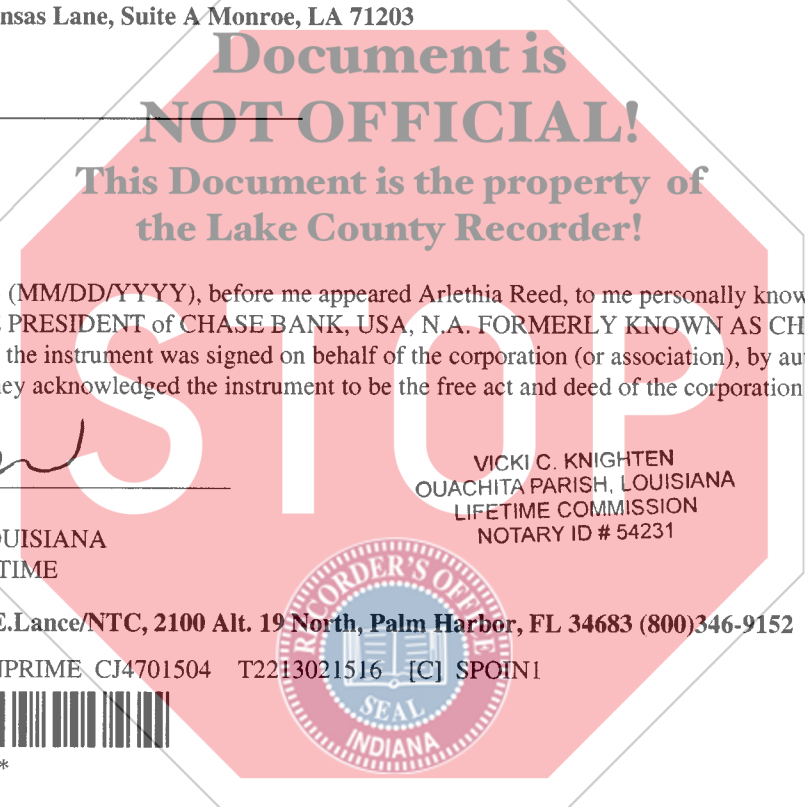 nsas Lane, Suite A Monroe, LA 71203
Document is
NOT OFFICIAL!
This Document is the property of
the Lake County Recorder!
(MM/DD/YYYY), before me appeared Arlethia Reed, to me personally know
E PRESIDENT of CHASE BANK, USA, N.A. FORMERLY KNOWN AS CH
the instrument was signed on behalf of the corporation (or association), by au
ey acknowledged the instrument to be the free act and deed of the corporation
STOP
VICKI C. KNIGHTEN
OUACHITA PARISH, LOUISIANA
LIFETIME COMMISSION
NOTARY ID # 54231
OUISIANA
TIME
RECORDER'S OFFICE
E.Lance/NTC, 2100 Alt. 19 North, Palm Harbor, FL 34683 (800)346-9152
PRIME CJ4701504 T2213021516 [C] SPOIN1
SEAL
INDIANA
*